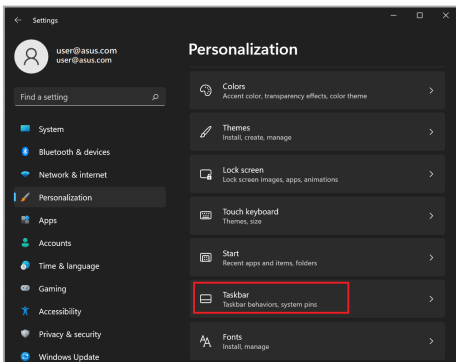 Settings
user@asus.com
user@asus.com
Find a setting
System
Bluetooth & devices
Network & internet
Personalization
Apps
Accounts
Time & language
Gaming
Accessibility
Privacy & security
Windows Update
Personalization
Colors
Accent color, transparency effects, color theme
Themes
Install, create, manage
Lock screen
Lock screen images, apps, animations
Touch keyboard
Themes, size
Start
Recent apps and items, folders
Taskbar
Taskbar behaviors, system pins
Fonts
Install, manage